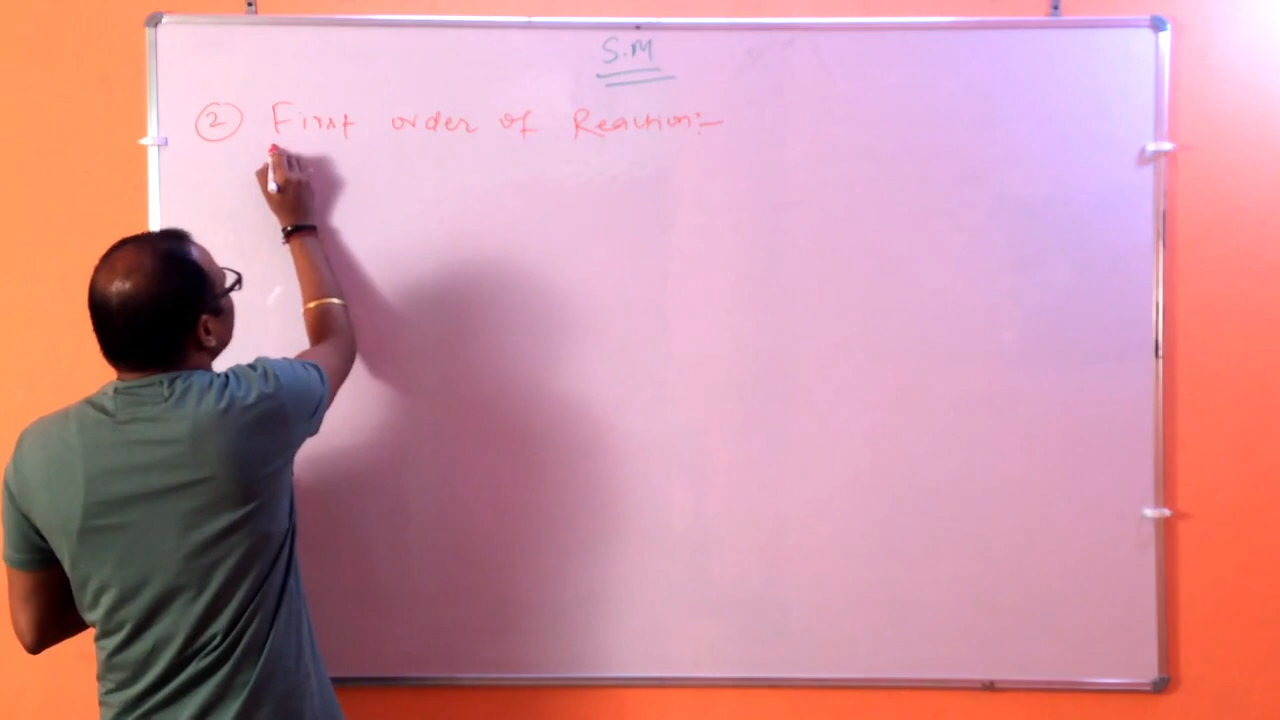 S.M
② First order of Reaction:-